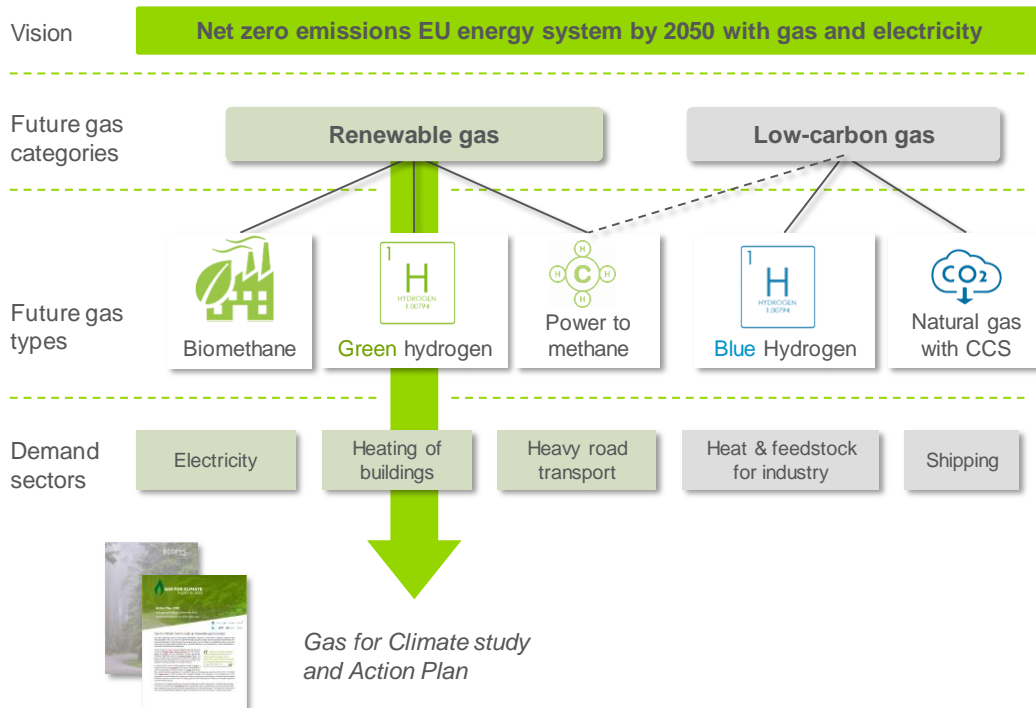 Vision
Net zero emissions EU energy system by 2050 with gas and electricity
Future gas
categories
Renewable gas
Low-carbon gas
Future gas
types
Biomethane
1
H
HYDROGEN
1.00794
Green hydrogen
H
H
C
H
H
Power to
methane
1
H
HYDROGEN
1.00794
Blue Hydrogen
CO2
Natural gas
with CCS
Demand
sectors
Electricity
Heating of
buildings
Heavy road
transport
Heat & feedstock
for industry
Shipping
ECOFYS
GAS FOR CLIMATE
Gas for Climate study
and Action Plan